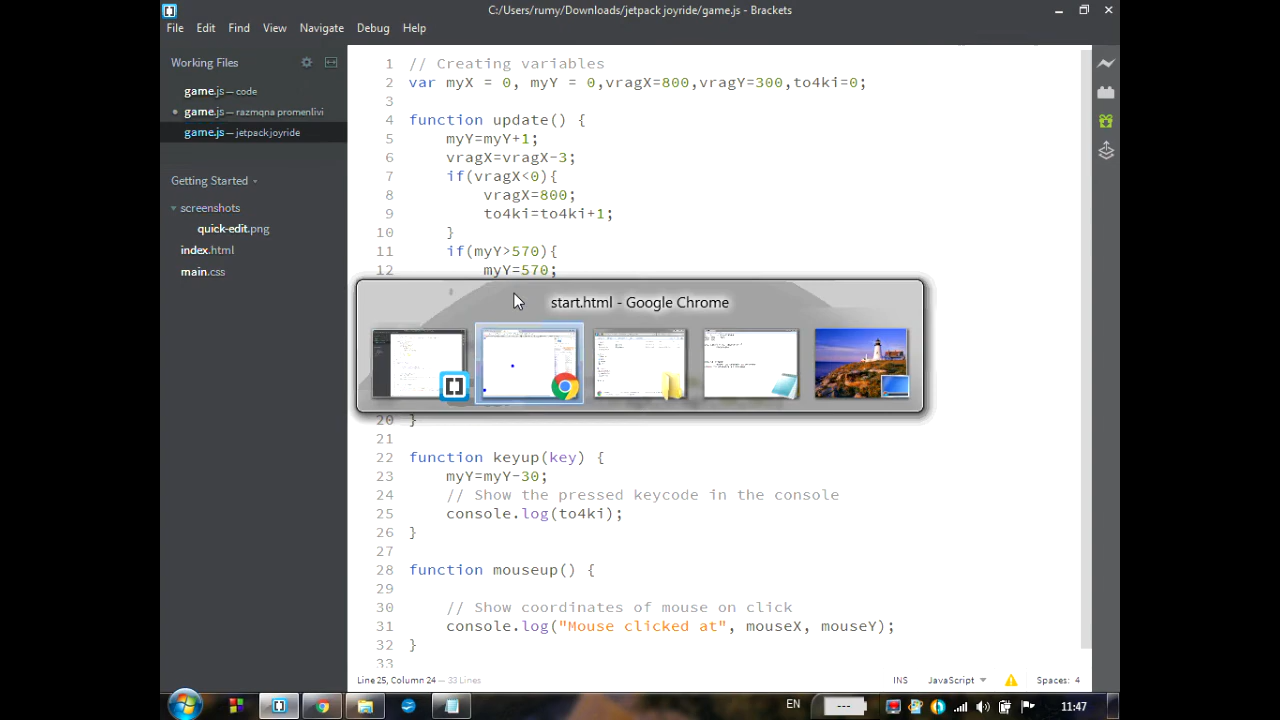 C:/Users/rumy/Downloads/jetpack joyride/game.js - Brackets
File Edit Find View Navigate Debug Help
Working Files
game.js — code
game.js — razmqna promenlivi
game.js — jetpack joyride
Getting Started
screenshots
quick-edit.png
index.html
main.css
1 // Creating variables
2 var myX = 0, myY = 0,vragX=800,vragY=300,to4ki=0;
3
4 function update() {
5 myY=myY+1;
6 vragX=vragX-3;
7 if(vragX<0){
8 vragX=800;
9 to4ki=to4ki+1;
10 }
11 if(myY>570){
12 myY=570;
start.html - Google Chrome
20 }
21
22 function keyup(key) {
23 myY=myY-30;
24 // Show the pressed keycode in the console
25 console.log(to4ki);
26 }
27
28 function mouseup() {
29
30 // Show coordinates of mouse on click
31 console.log("Mouse clicked at", mouseX, mouseY);
32 }
33
Line 25, Column 24 — 33 Lines
INS JavaScript Spaces: 4
EN --- 11:47